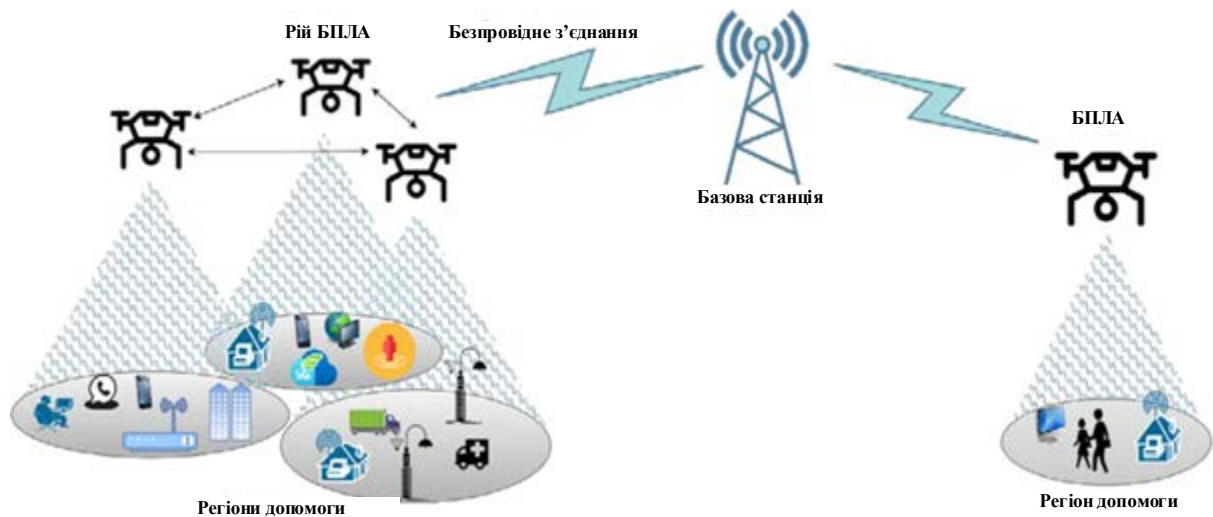 Рій БПЛА
Безпровідне з’єднання
БПЛА
Базова станція
Регіони допомоги
Регіон допомоги